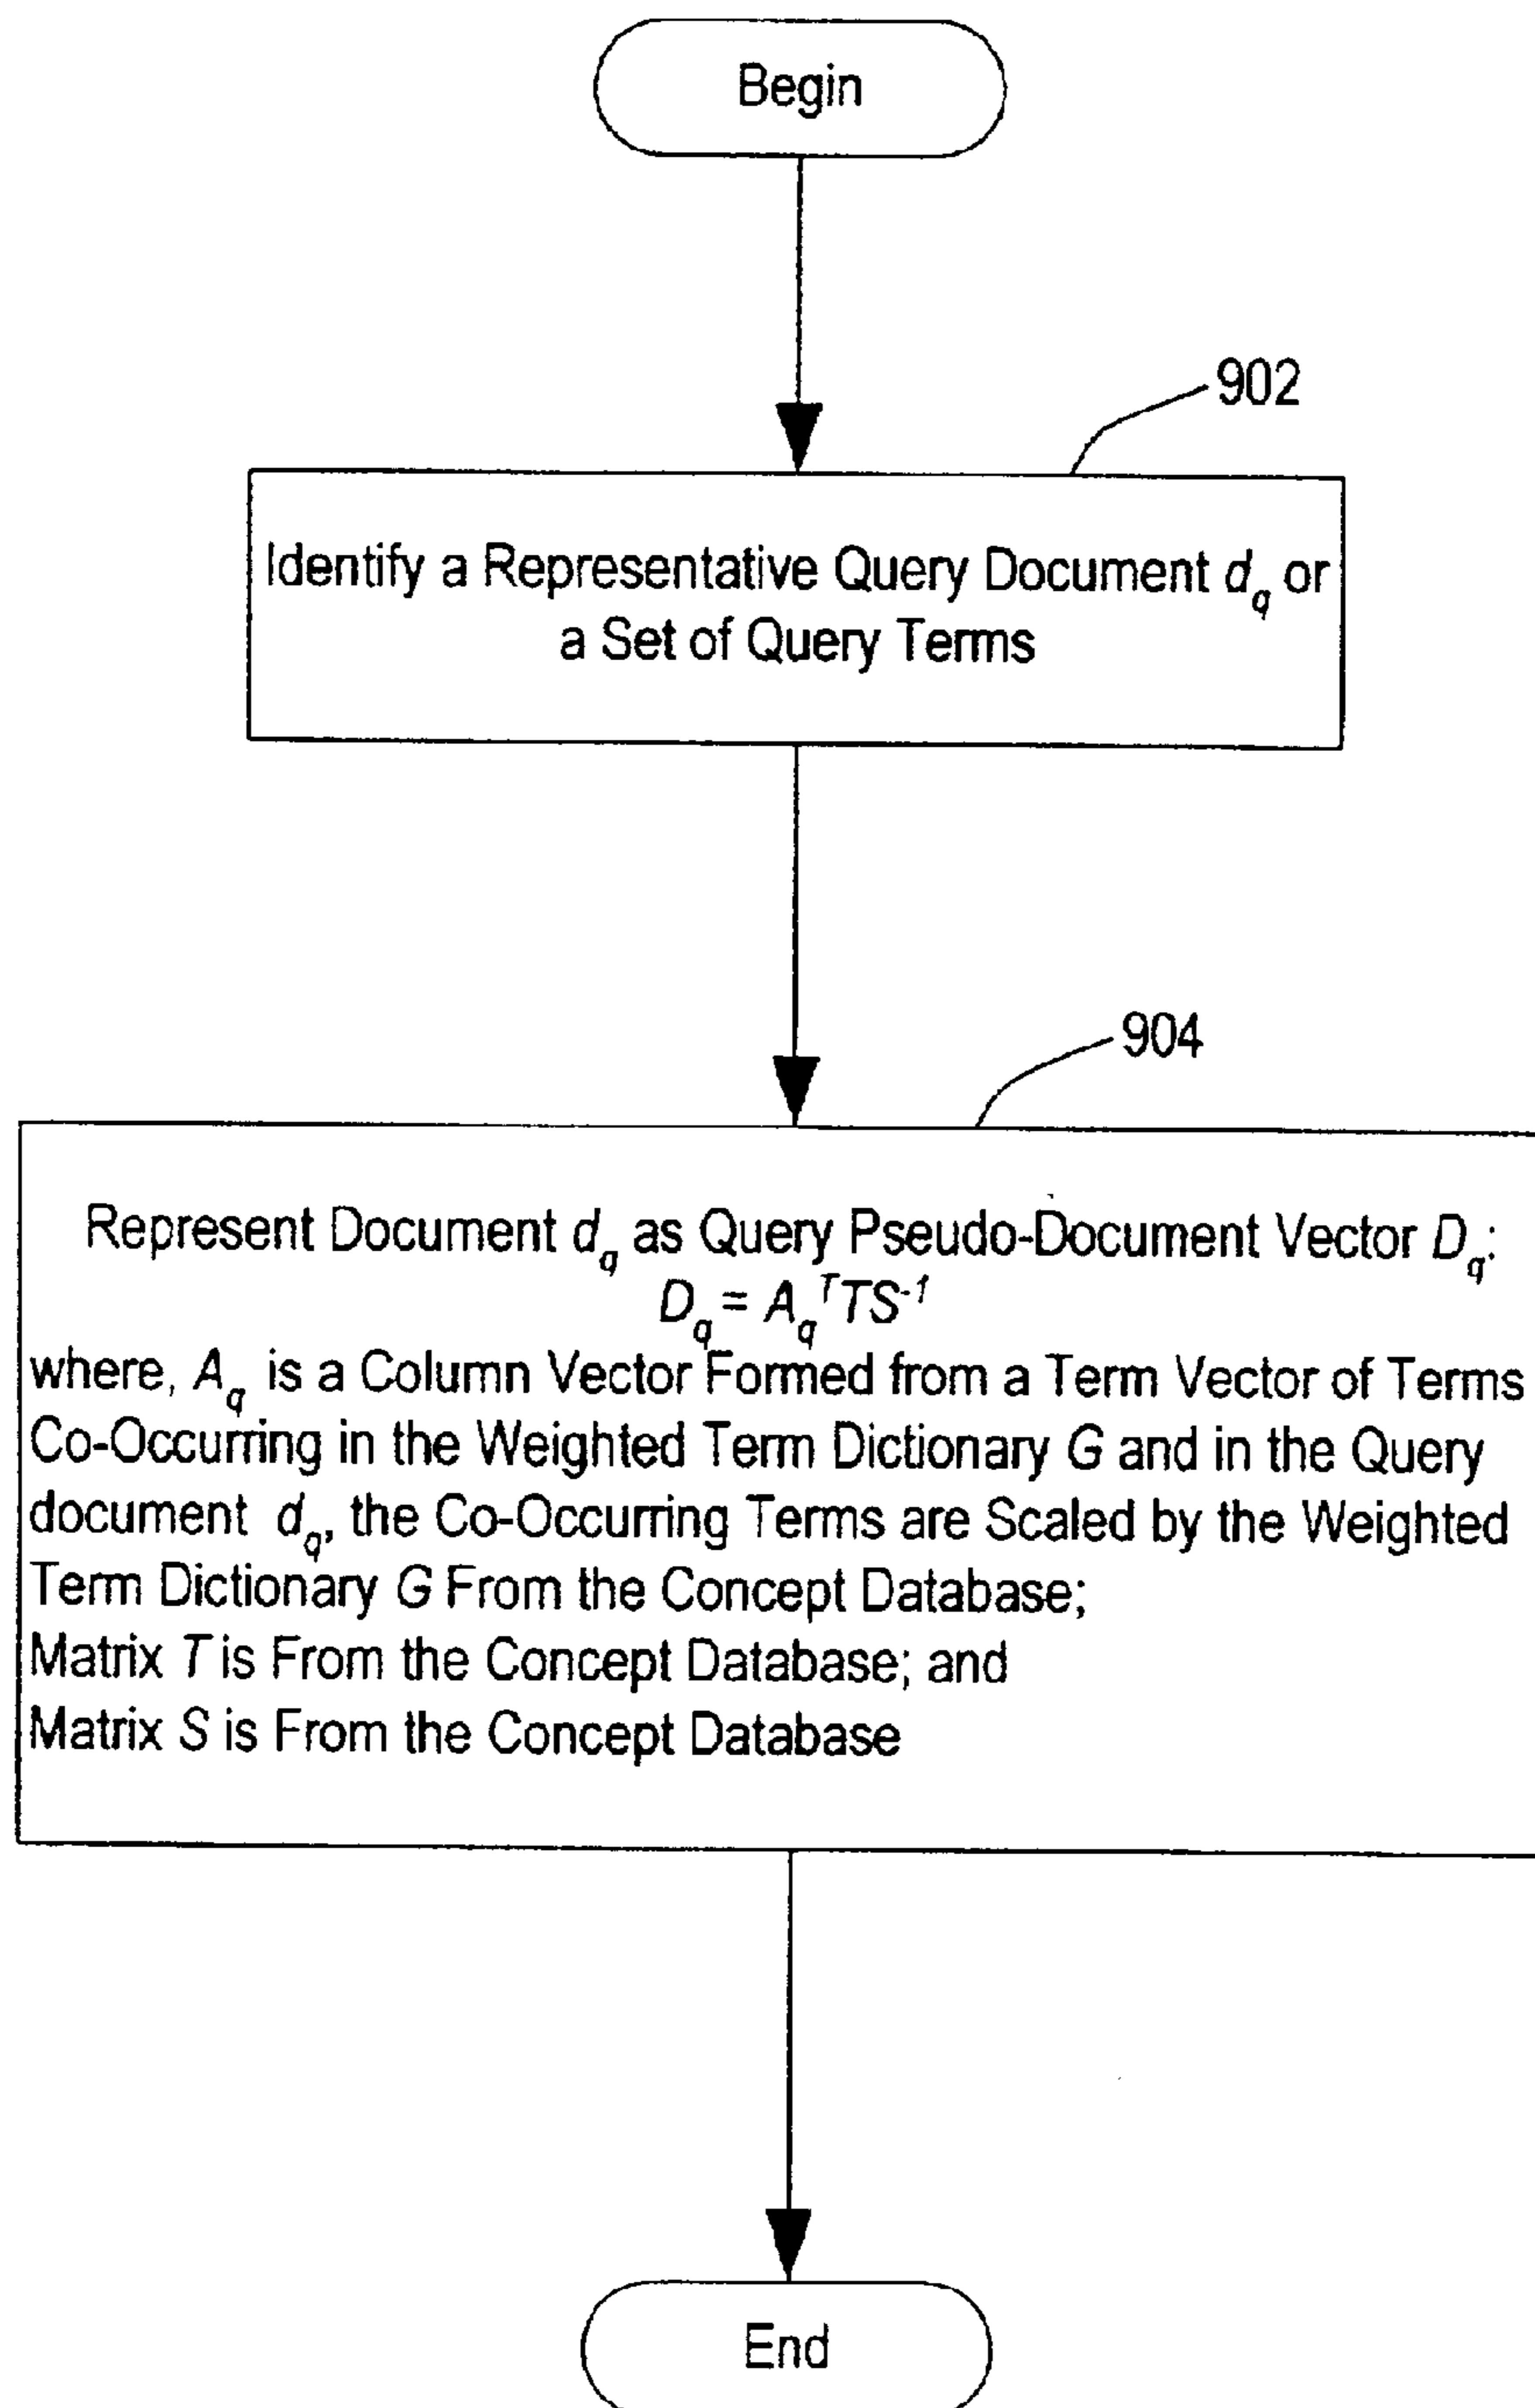 Begin
902
Identify a Representative Query Document d_q or
a Set of Query Terms
904
Represent Document d_q as Query Pseudo-Document Vector D_q:
D_q = A_q^T TS^-1
where, A_q is a Column Vector Formed from a Term Vector of Terms
Co-Occurring in the Weighted Term Dictionary G and in the Query
document d_q, the Co-Occurring Terms are Scaled by the Weighted
Term Dictionary G From the Concept Database;
Matrix T is From the Concept Database; and
Matrix S is From the Concept Database
End